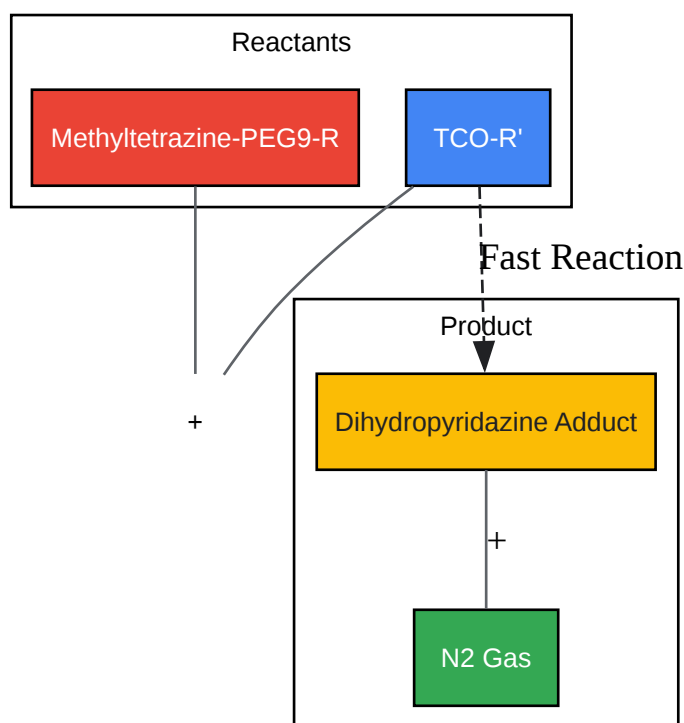 Reactants
Methyltetrazine-PEG9-R
TCO-R'
Fast Reaction
Product
+
Dihydropyridazine Adduct
+
N2 Gas